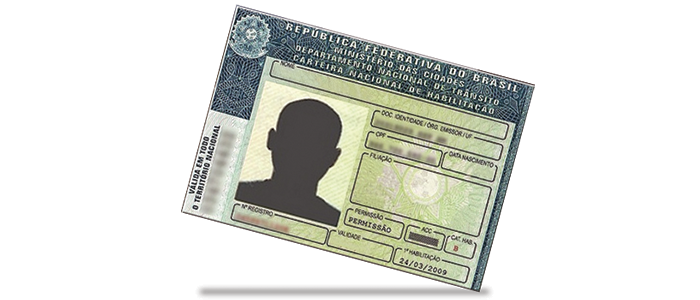 REPÚBLICA FEDERATIVA DO BRASIL
MINISTÉRIO DAS CIDADES
DEPARTAMENTO NACIONAL DE TRÂNSITO
CARTEIRA NACIONAL DE HABILITAÇÃO
NOME
DOC. IDENTIDADE / ÓRG. EMISSOR / UF
CPF
DATA NASCIMENTO
FILIAÇÃO
PERMISSÃO
ACC
CAT. HAB.
PERMISSÃO
B
Nº REGISTRO
VALIDADE
1ª HABILITAÇÃO
24/03/2009
VÁLIDA EM TODO
O TERRITÓRIO NACIONAL